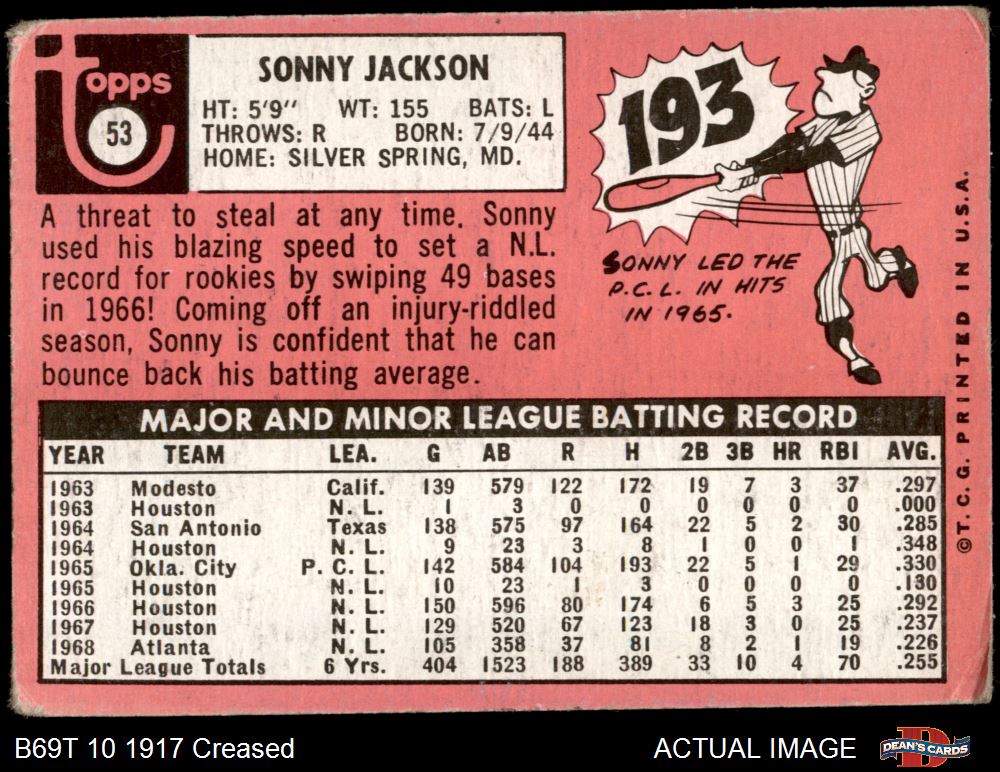 Topps
53
SONNY JACKSON
HT: 5'9" WT: 155 BATS: L
THROWS: R BORN: 7/9/44
HOME: SILVER SPRING, MD.
A threat to steal at any time, Sonny
used his blazing speed to set a N.L.
record for rookies by swiping 49 bases
in 1966! Coming off an injury-riddled
season, Sonny is confident that he can
bounce back his batting average.
193
SONNY LED THE
P.C.L. IN HITS
IN 1965.
MAJOR AND MINOR LEAGUE BATTING RECORD
YEAR TEAM LEA. G AB R H 2B 3B HR RBI AVG.
1963 Modesto Calif. 139 579 122 172 19 7 3 37 .297
1963 Houston N. L. 1 3 0 0 0 0 0 0 .000
1964 San Antonio Texas 138 575 97 164 22 5 2 30 .285
1964 Houston N. L. 9 23 3 8 1 0 0 1 .348
1965 Okla. City P. C. L. 142 584 104 193 22 5 1 29 .330
1965 Houston N. L. 10 23 1 3 0 0 0 0 .130
1966 Houston N. L. 150 596 80 174 6 5 3 25 .292
1967 Houston N. L. 129 520 67 123 18 3 0 25 .237
1968 Atlanta N. L. 105 358 37 81 8 2 1 19 .226
Major League Totals 6 Yrs. 404 1523 188 389 33 10 4 70 .255
©T.C.G. PRINTED IN U.S.A.
B69T 10 1917 Creased
ACTUAL IMAGE
D
DEAN'S CARDS